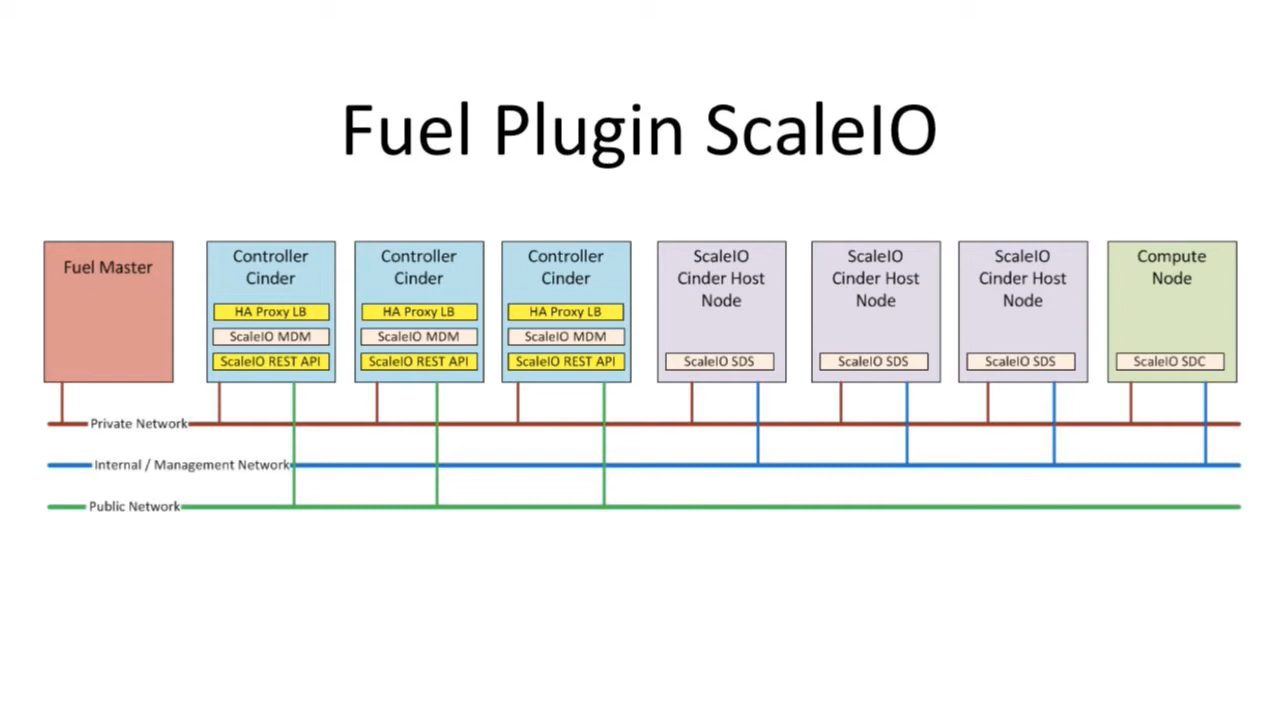 Fuel Plugin ScaleIO
Fuel Master
Controller
Cinder
HA Proxy LB
ScaleIO MDM
ScaleIO REST API
Controller
Cinder
HA Proxy LB
ScaleIO MDM
ScaleIO REST API
Controller
Cinder
HA Proxy LB
ScaleIO MDM
ScaleIO REST API
ScaleIO
Cinder Host
Node
ScaleIO SDS
ScaleIO
Cinder Host
Node
ScaleIO SDS
ScaleIO
Cinder Host
Node
ScaleIO SDS
Compute
Node
ScaleIO SDC
Private Network
Internal / Management Network
Public Network